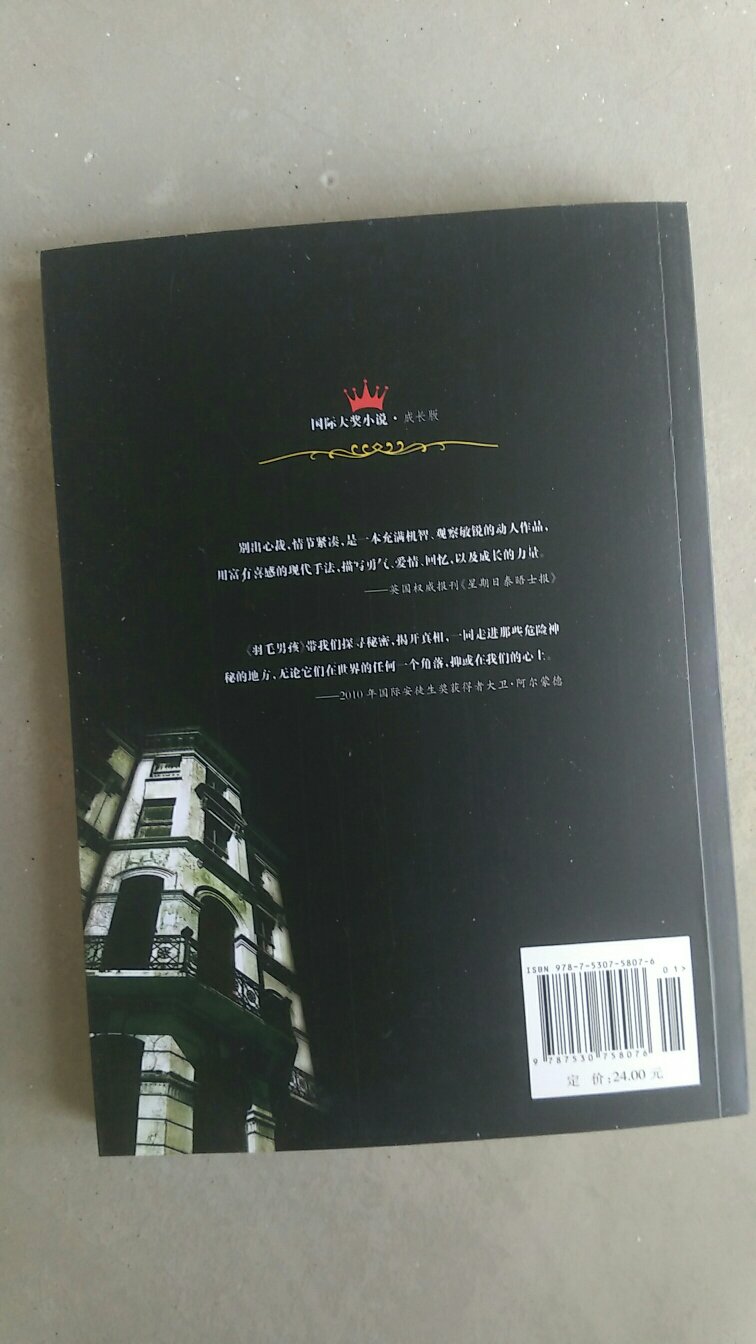 国际大奖小说·成长版
别出心裁，情节紧凑，是一本充满机智、观察敏锐的动人作品，
用富有喜感的现代手法，描写勇气、爱情、回忆，以及成长的力量。
——英国权威报刊《星期日泰晤士报》
《羽毛男孩》带我们探寻秘密，揭开真相，一同走进那些危险神
秘的地方，无论它们在世界的任何一个角落，抑或在我们的心上。
——2010年国际安徒生奖获得者大卫·阿尔蒙德
ISBN 978-7-5307-5807-6
01>
9 787530 758076
定 价：24.00 元